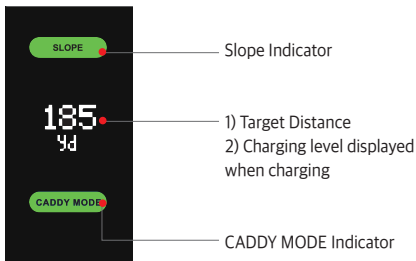 SLOPE
Slope Indicator
185
yd
1) Target Distance
2) Charging level displayed
when charging
CADDY MODE
CADDY MODE Indicator